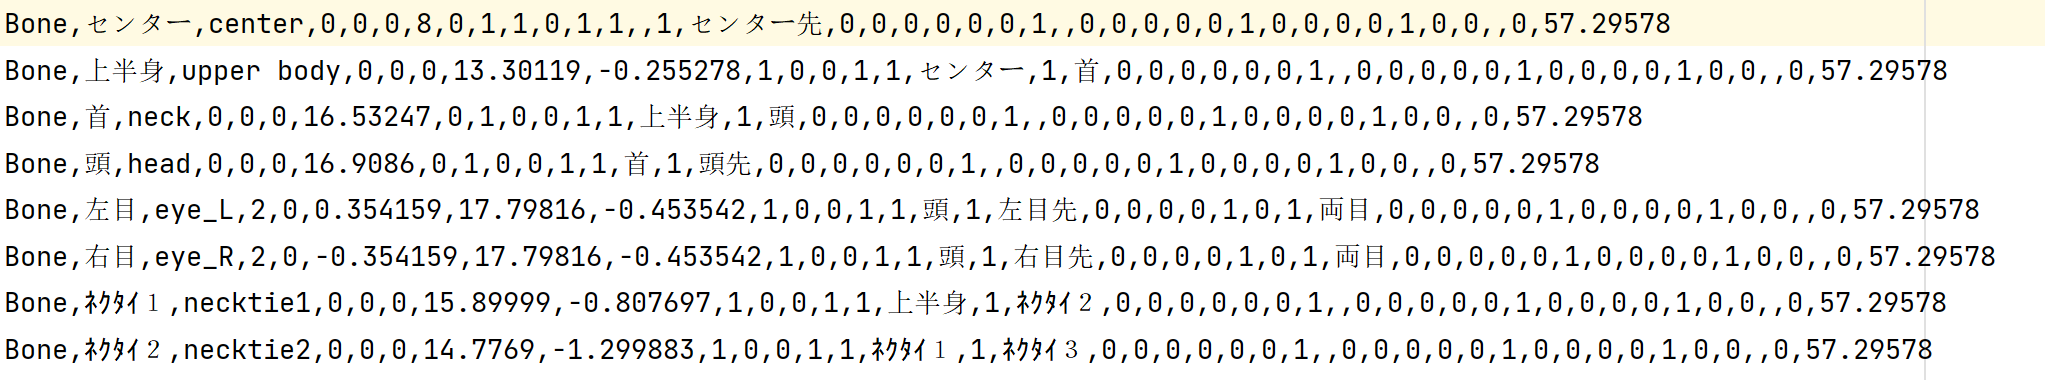 Bone,センター,center,0,0,0,8,0,1,1,0,1,1,,1,センター先,0,0,0,0,0,0,1,,0,0,0,0,0,1,0,0,0,0,1,0,0,,0,57.29578
Bone,上半身,upper body,0,0,0,13.30119,-0.255278,1,0,0,1,1,センター,1,首,0,0,0,0,0,0,1,,0,0,0,0,0,1,0,0,0,0,1,0,0,,0,57.29578
Bone,首,neck,0,0,0,16.53247,0,1,0,0,1,1,上半身,1,頭,0,0,0,0,0,0,1,,0,0,0,0,0,1,0,0,0,0,1,0,0,,0,57.29578
Bone,頭,head,0,0,0,16.9086,0,1,0,0,1,1,首,1,頭先,0,0,0,0,0,0,1,,0,0,0,0,0,1,0,0,0,0,1,0,0,,0,57.29578
Bone,左目,eye_L,2,0,0.354159,17.79816,-0.453542,1,0,0,1,1,頭,1,左目先,0,0,0,0,1,0,1,両目,0,0,0,0,0,1,0,0,0,0,1,0,0,,0,57.29578
Bone,右目,eye_R,2,0,-0.354159,17.79816,-0.453542,1,0,0,1,1,頭,1,右目先,0,0,0,0,1,0,1,両目,0,0,0,0,0,1,0,0,0,0,1,0,0,,0,57.29578
Bone,ﾈｸﾀｲ１,necktie1,0,0,0,15.89999,-0.807697,1,0,0,1,1,上半身,1,ﾈｸﾀｲ２,0,0,0,0,0,0,1,,0,0,0,0,0,1,0,0,0,0,1,0,0,,0,57.29578
Bone,ﾈｸﾀｲ２,necktie2,0,0,0,14.7769,-1.299883,1,0,0,1,1,ﾈｸﾀｲ１,1,ﾈｸﾀｲ３,0,0,0,0,0,0,1,,0,0,0,0,0,1,0,0,0,0,1,0,0,,0,57.29578